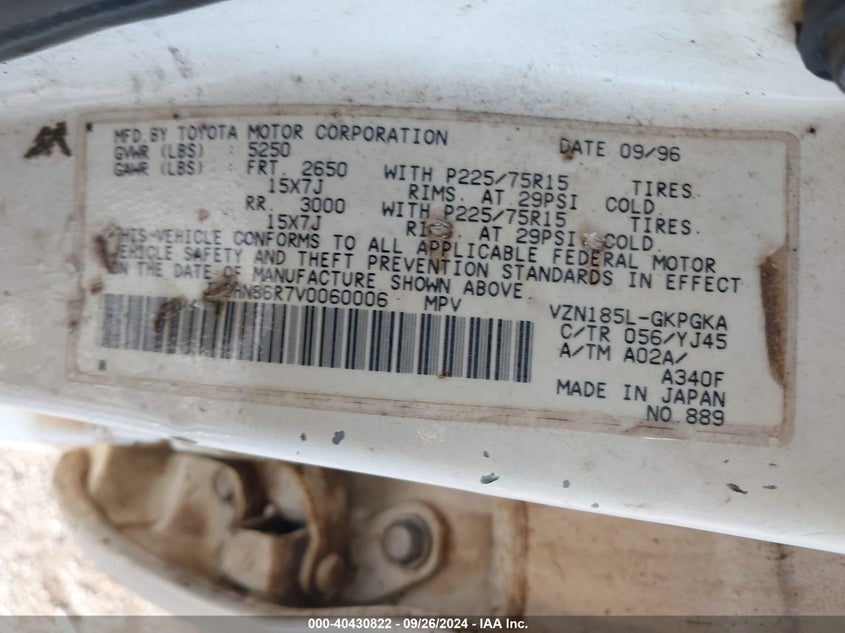 MFD. BY TOYOTA MOTOR CORPORATION DATE 09/96
GVWR (LBS) : 5250
GAWR (LBS) : FRT. 2650 WITH P225/75R15 TIRES.
15X7J RIMS. AT 29PSI COLD.
RR. 3000 WITH P225/75R15 TIRES.
15X7J AT 29PSI COLD.
THIS VEHICLE CONFORMS TO ALL APPLICABLE FEDERAL MOTOR
VEHICLE SAFETY AND THEFT PREVENTION STANDARDS IN EFFECT
ON THE DATE OF MANUFACTURE SHOWN ABOVE.
MPV VZN185L-GKPGKA
C/TR 056/YJ45
A/TM A02A/
A340F
MADE IN JAPAN
NO. 889
000-40430822 - 09/26/2024 - IAA Inc.